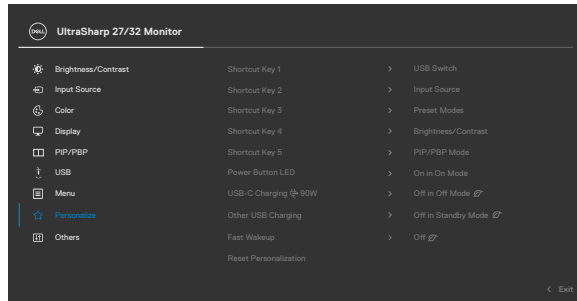 DELL UltraSharp 27/32 Monitor
Brightness/Contrast Shortcut Key 1 > USB Switch
Input Source Shortcut Key 2 > Input Source
Color Shortcut Key 3 > Preset Modes
Display Shortcut Key 4 > Brightness/Contrast
PIP/PBP Shortcut Key 5 > PIP/PBP Mode
USB Power Button LED > On in On Mode
Menu USB-C Charging 90W > Off in Off Mode
Personalize Other USB Charging > Off in Standby Mode
Others Fast Wakeup > Off
Reset Personalization
< Exit